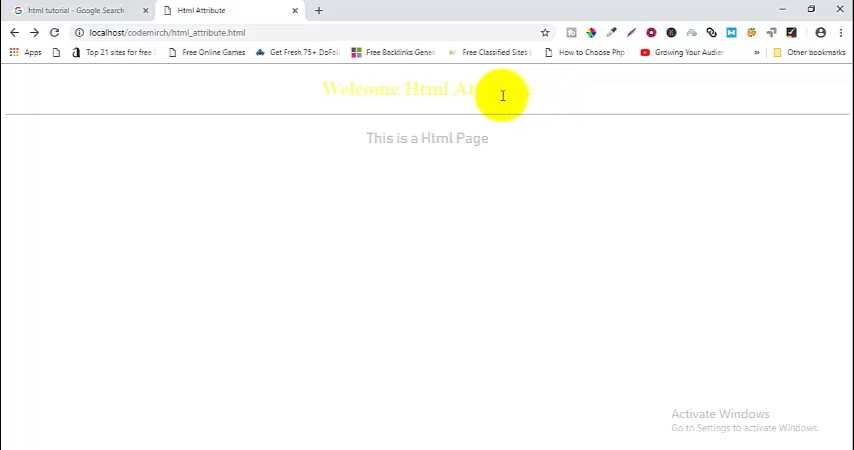 html tutorial - Google Search
Html Attribute
localhost/codemirch/html_attribute.html
Apps
Top 21 sites for free
Free Online Games
Get Fresh 75+ DoFoll
Free Backlinks Gener
Free Classified Sites
How to Choose Php
Growing Your Audien
Other bookmarks
Welcome Html
This is a Html Page
Activate Windows
Go to Settings to activate Windows.